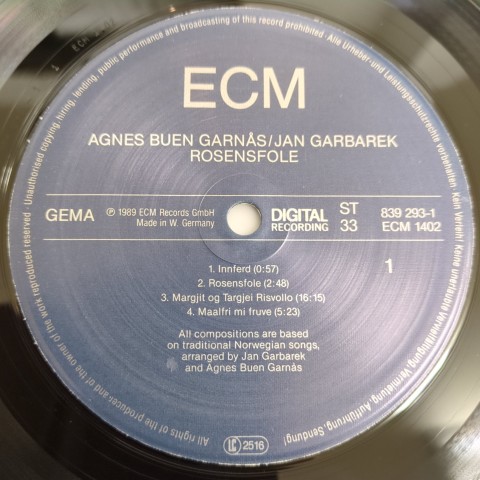 Unauthorised copying, hiring, lending, public performance and broadcasting of this record prohibited · Alle Urheber- und Leistungsschutzrechte vorbehalten. Kein Verleih! Keine unerlaubte Vervielfältigung, Vermietung, Aufführung, Sendung!
All rights of the producer and of the owner of the work reproduced reserved ·
ECM
AGNES BUEN GARNÅS/JAN GARBAREK
ROSENSFOLE
GEMA
℗ 1989 ECM Records GmbH
Made in W. Germany
DIGITAL
RECORDING
ST
33
839 293-1
ECM 1402
1
1. Innferd (0:57)
2. Rosensfole (2:48)
3. Margjit og Targjei Risvollo (16:15)
4. Maalfri mi fruve (5:23)
All compositions are based
on traditional Norwegian songs,
arranged by Jan Garbarek
and Agnes Buen Garnås
LC 2516